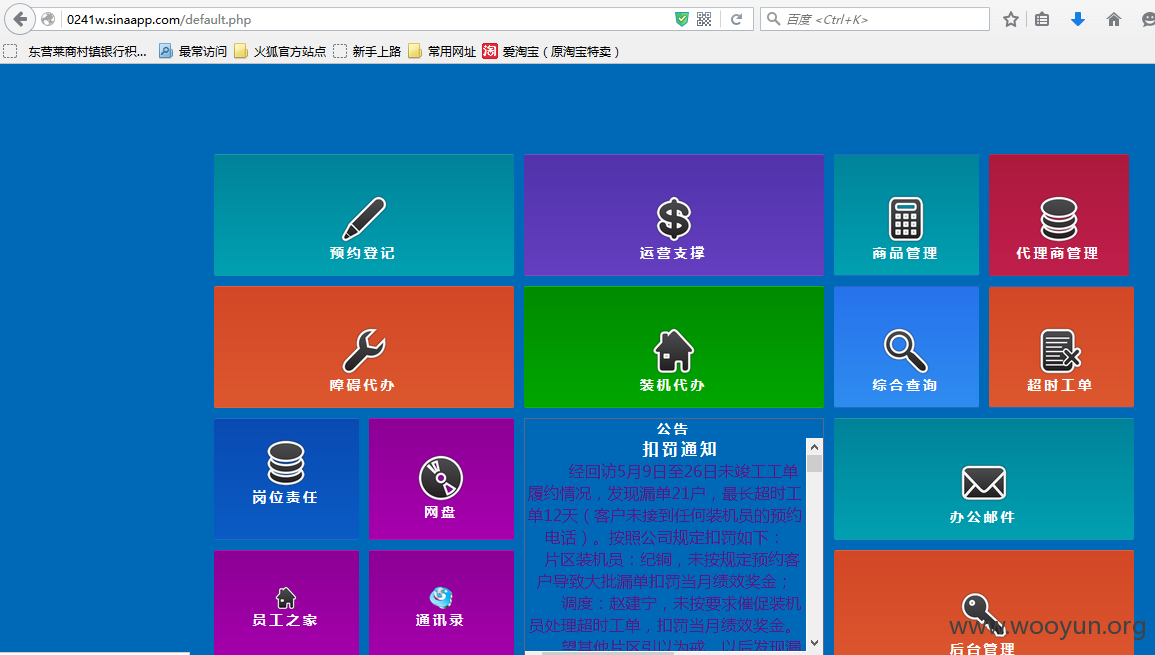 0241w.sinaapp.com/default.php
百度 <Ctrl+K>
东营莱商村镇银行积... 最常访问 火狐官方站点 新手上路 常用网址 淘 爱淘宝（原淘宝特卖）
预约登记 运营支撑 商品管理 代理商管理
障碍代办 装机代办 综合查询 超时工单
公告
扣罚通知
经回访5月9日至26日未竣工工单
履约情况，发现漏单21户，最长超时工
单12天（客户未接到任何装机员的预约
电话）。按照公司规定扣罚如下：
片区装机员：纪铜，未按规定预约客
户导致大批漏单扣罚当月绩效奖金；
调度：赵建宁，未按要求催促装机
员处理超时工单，扣罚当月绩效奖金。
望其他片区引以为戒，以后发现漏
岗位责任 网盘 办公邮件
员工之家 通讯录 后台管理
www.wooyun.org